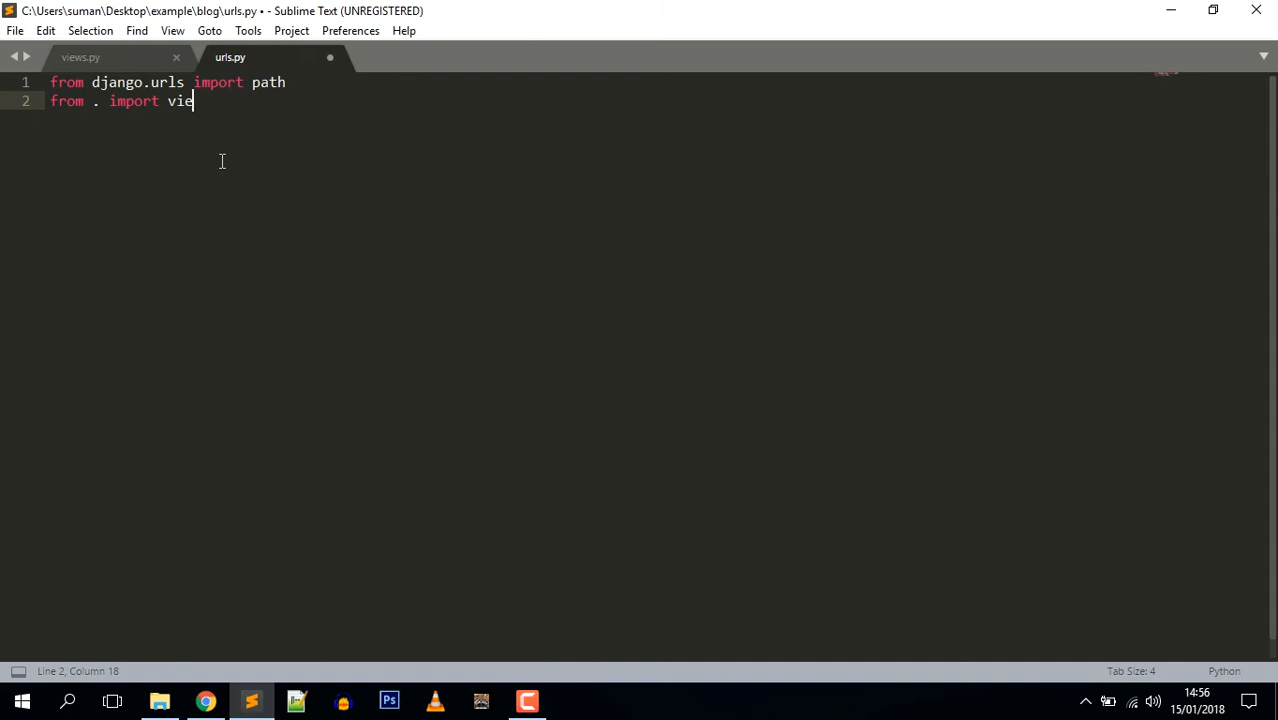 C:\Users\suman\Desktop\example\blog\urls.py • - Sublime Text (UNREGISTERED)
File Edit Selection Find View Goto Tools Project Preferences Help
views.py urls.py
1 from django.urls import path
2 from . import vie
Line 2, Column 18 Tab Size: 4 Python
Ps
14:56
15/01/2018